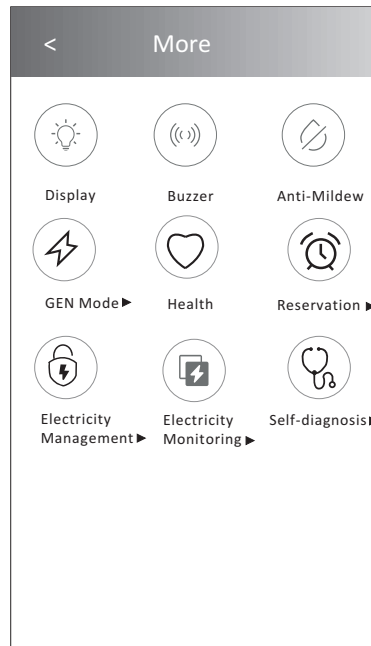 < More
Display Buzzer Anti-Mildew
GEN Mode▶ Health Reservation ▶
Electricity Electricity Self-diagnosis▶
Management▶ Monitoring▶